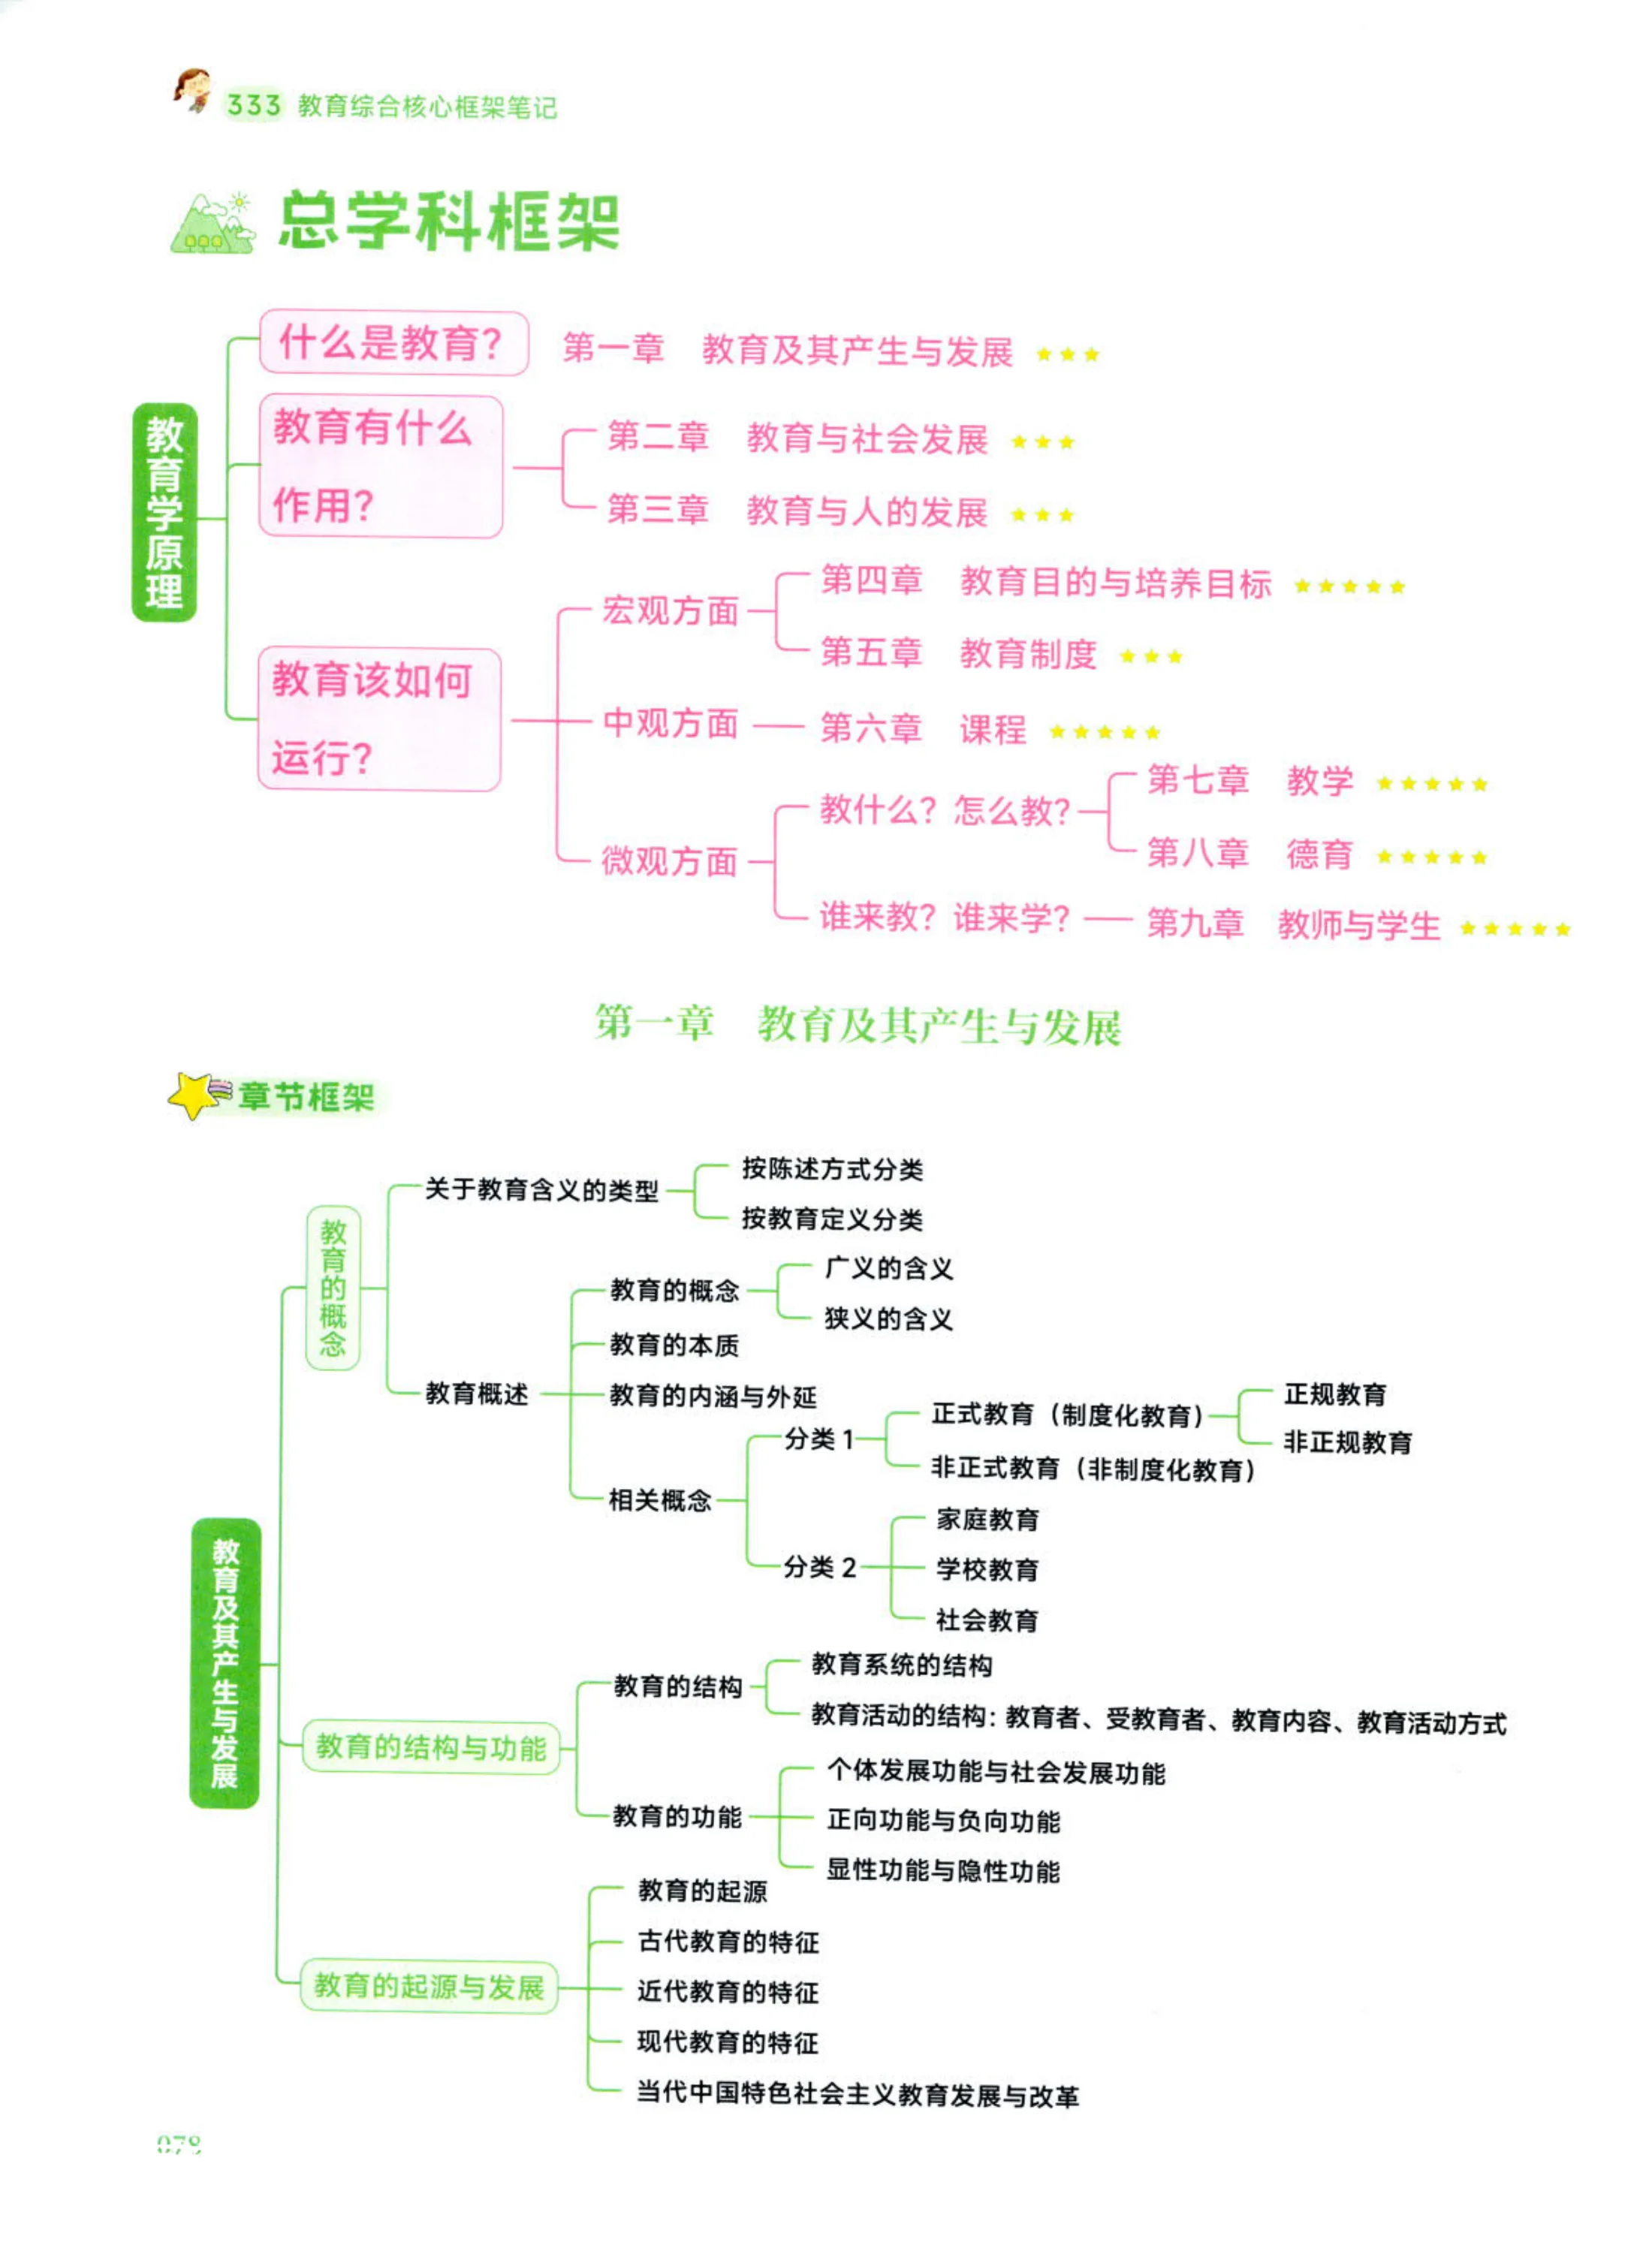 333 教育综合核心框架笔记
总学科框架
教育学原理
什么是教育？ 第一章 教育及其产生与发展 ★★★
教育有什么
作用？
第二章 教育与社会发展 ★★★
第三章 教育与人的发展 ★★★
教育该如何
运行？
宏观方面
第四章 教育目的与培养目标 ★★★★★
第五章 教育制度 ★★★
中观方面
第六章 课程 ★★★★★
微观方面
教什么？怎么教？
第七章 教学 ★★★★★
第八章 德育 ★★★★★
谁来教？谁来学？
第九章 教师与学生 ★★★★★
第一章 教育及其产生与发展
章节框架
教育及其产生与发展
教育的概念
关于教育含义的类型
按陈述方式分类
按教育定义分类
教育概述
教育的概念
广义的含义
狭义的含义
教育的本质
教育的内涵与外延
相关概念
分类 1
正式教育（制度化教育）
正规教育
非正规教育
非正式教育（非制度化教育）
分类 2
家庭教育
学校教育
社会教育
教育的结构与功能
教育的结构
教育系统的结构
教育活动的结构：教育者、受教育者、教育内容、教育活动方式
教育的功能
个体发展功能与社会发展功能
正向功能与负向功能
显性功能与隐性功能
教育的起源与发展
教育的起源
古代教育的特征
近代教育的特征
现代教育的特征
当代中国特色社会主义教育发展与改革